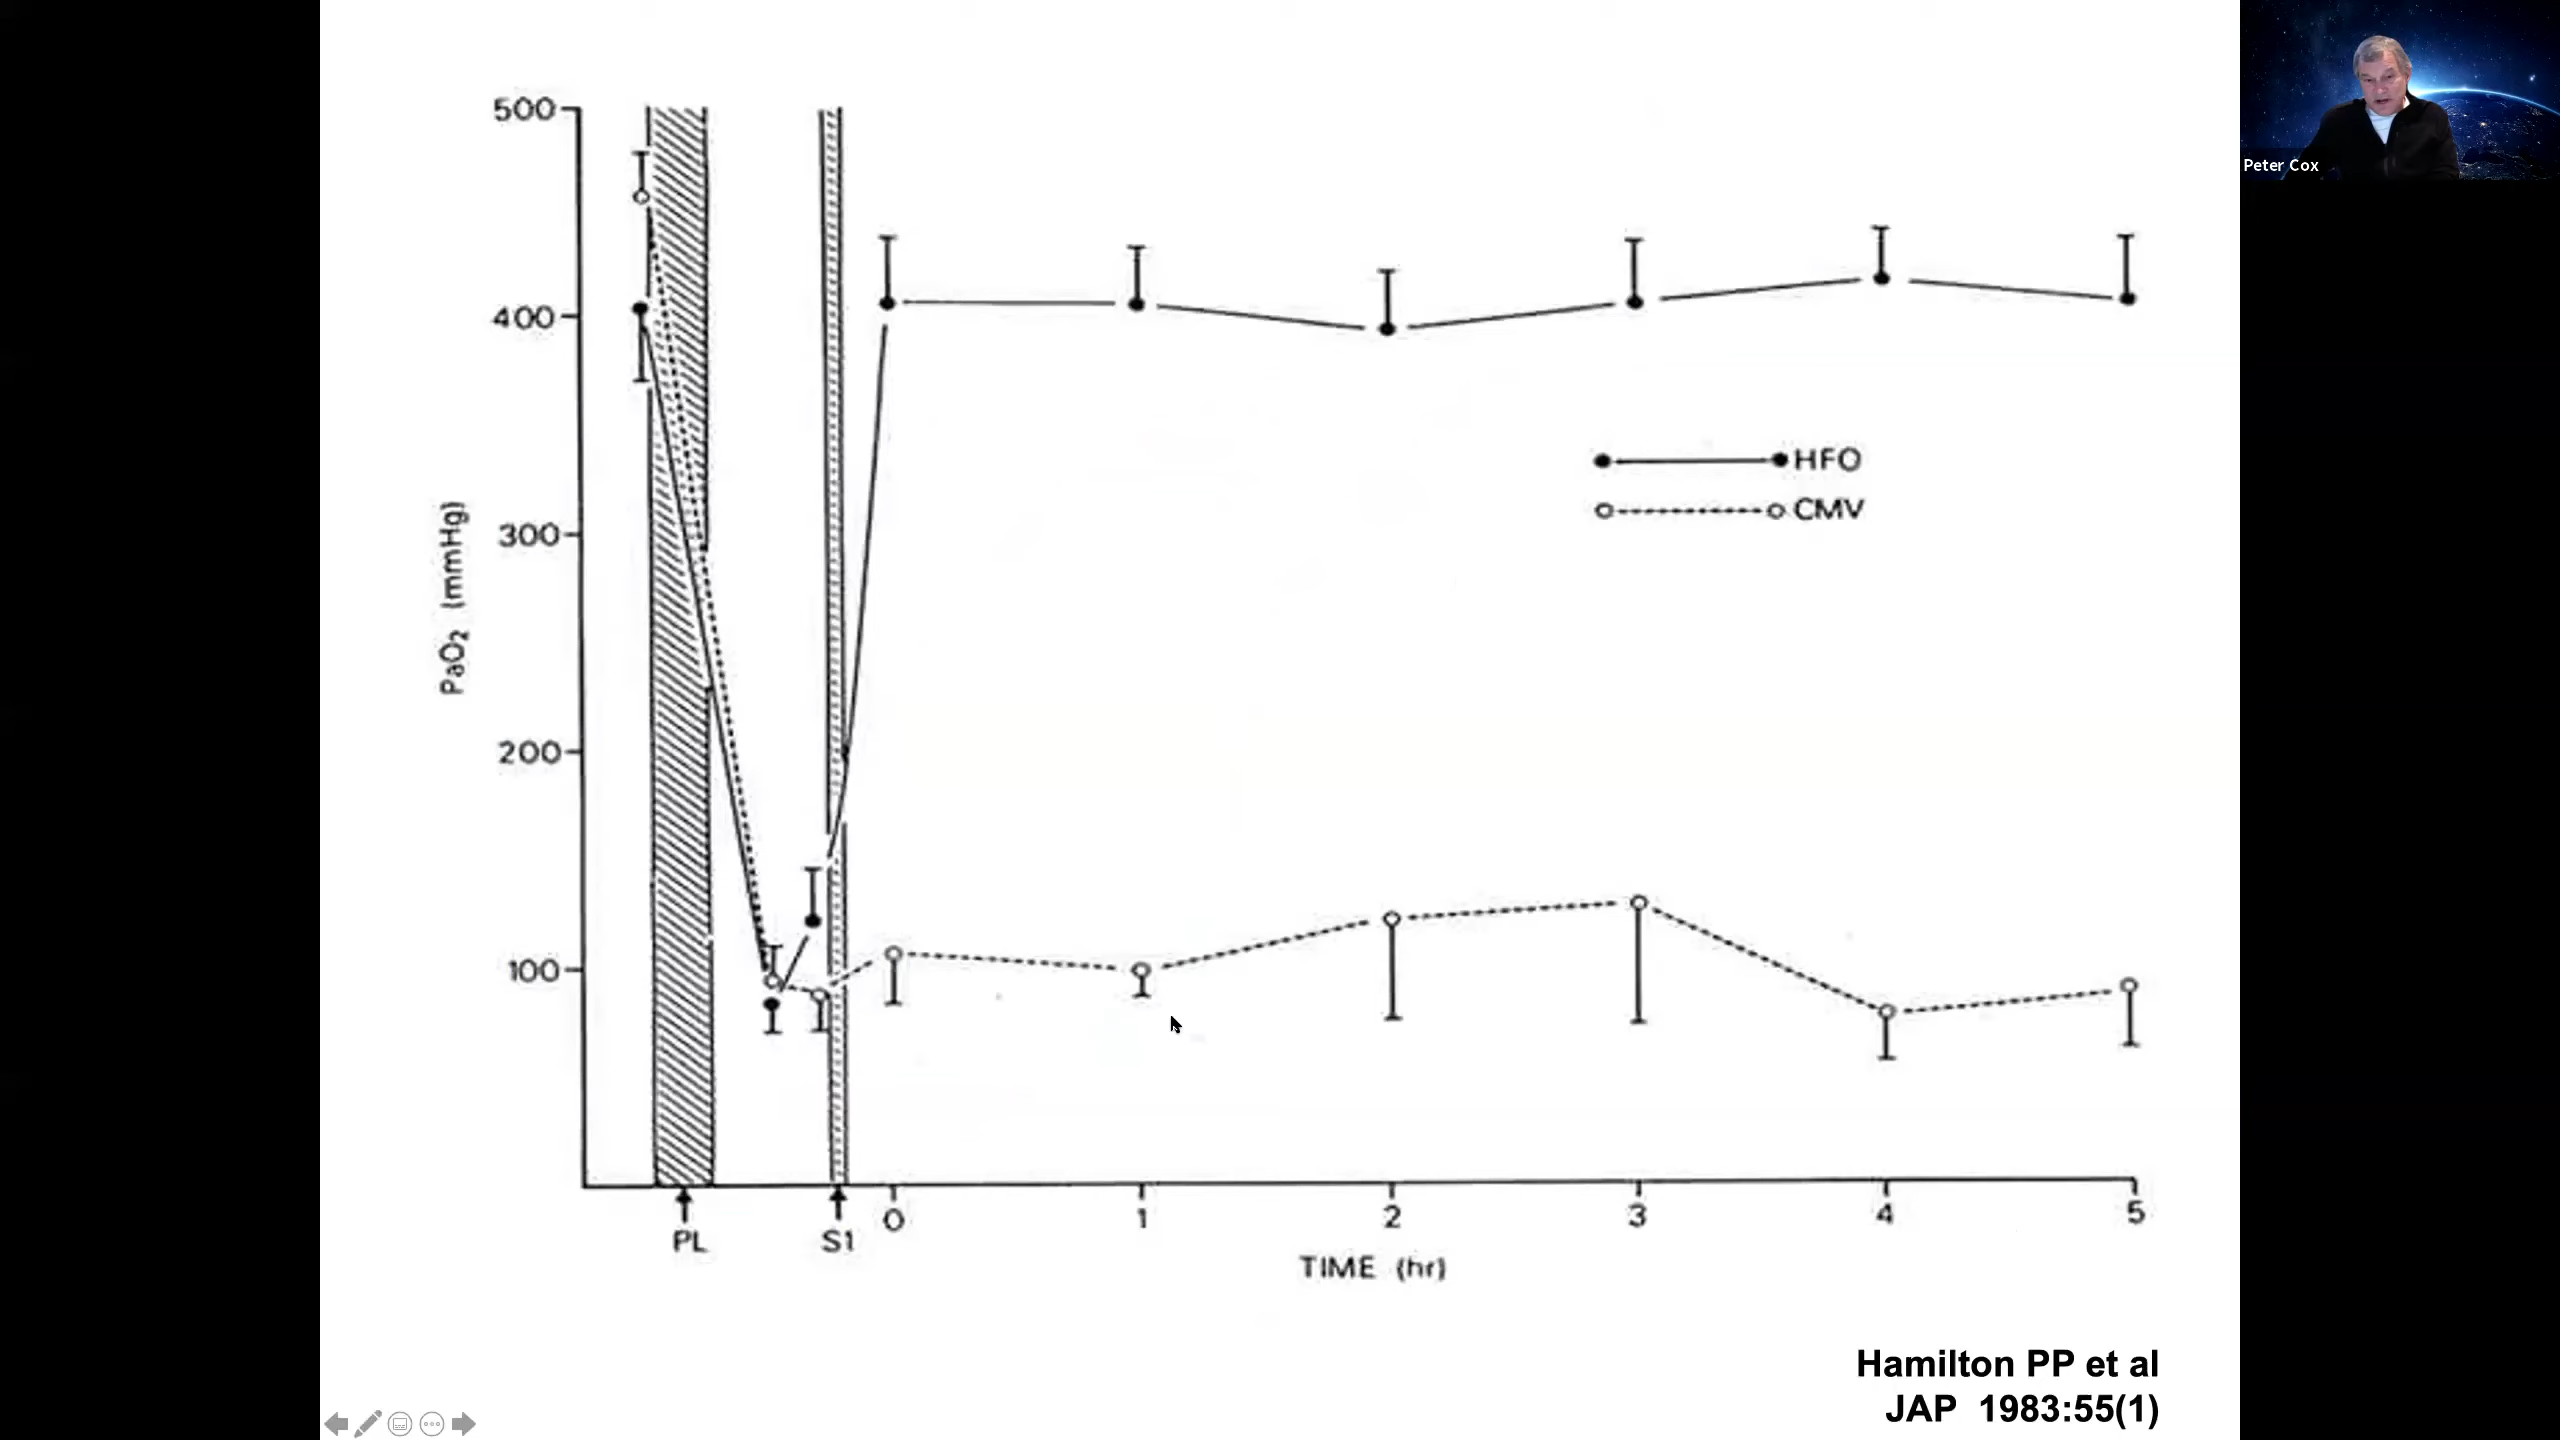 500
400
300
200
100
PaO₂ (mmHg)
HFO
CMV
PL
S1
0
1
2
3
4
5
TIME (hr)
Hamilton PP et al
JAP 1983:55(1)
Peter Cox